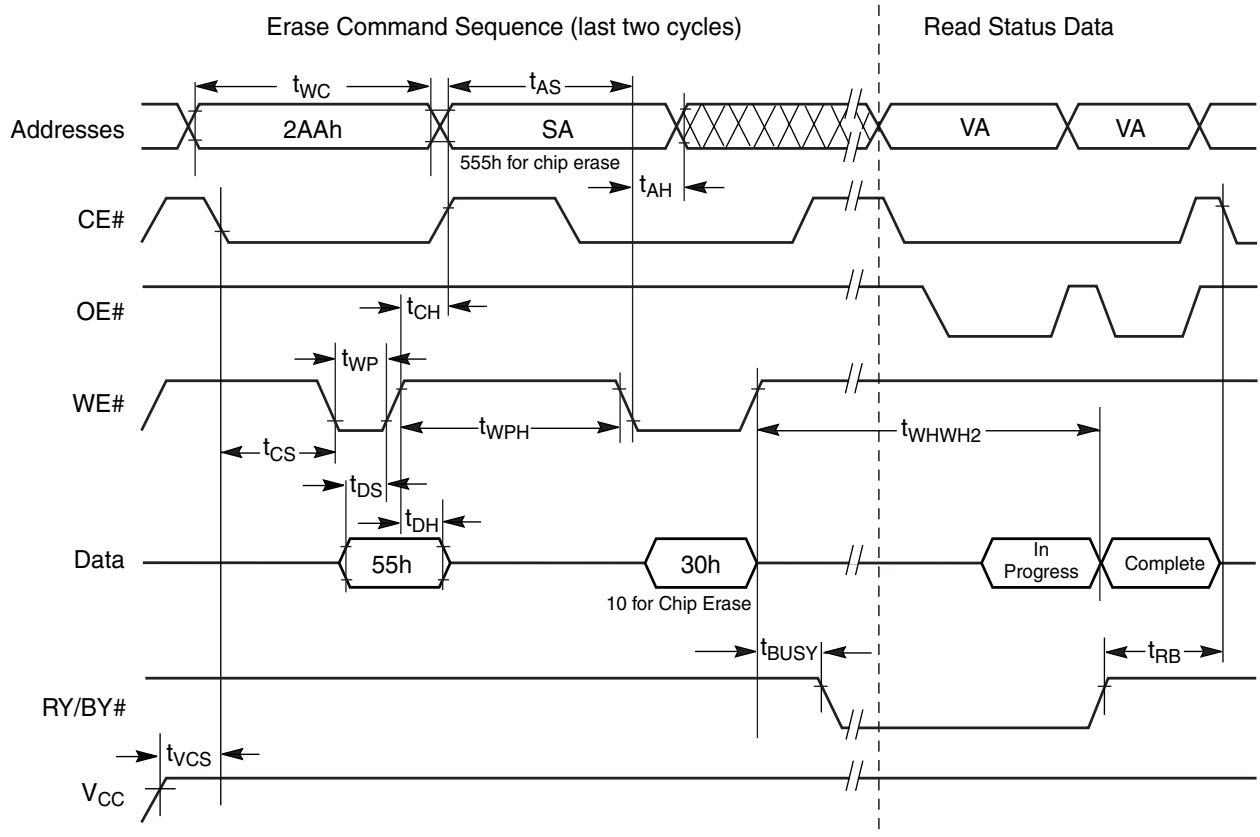 Erase Command Sequence (last two cycles)
Read Status Data
tWC
tAS
Addresses
2AAh
SA
VA
VA
555h for chip erase
tAH
CE#
OE#
tCH
tWP
WE#
tWPH
tWHWH2
tCS
tDS
tDH
Data
55h
30h
In
Progress
Complete
10 for Chip Erase
tBUSY
tRB
RY/BY#
tVCS
VCC